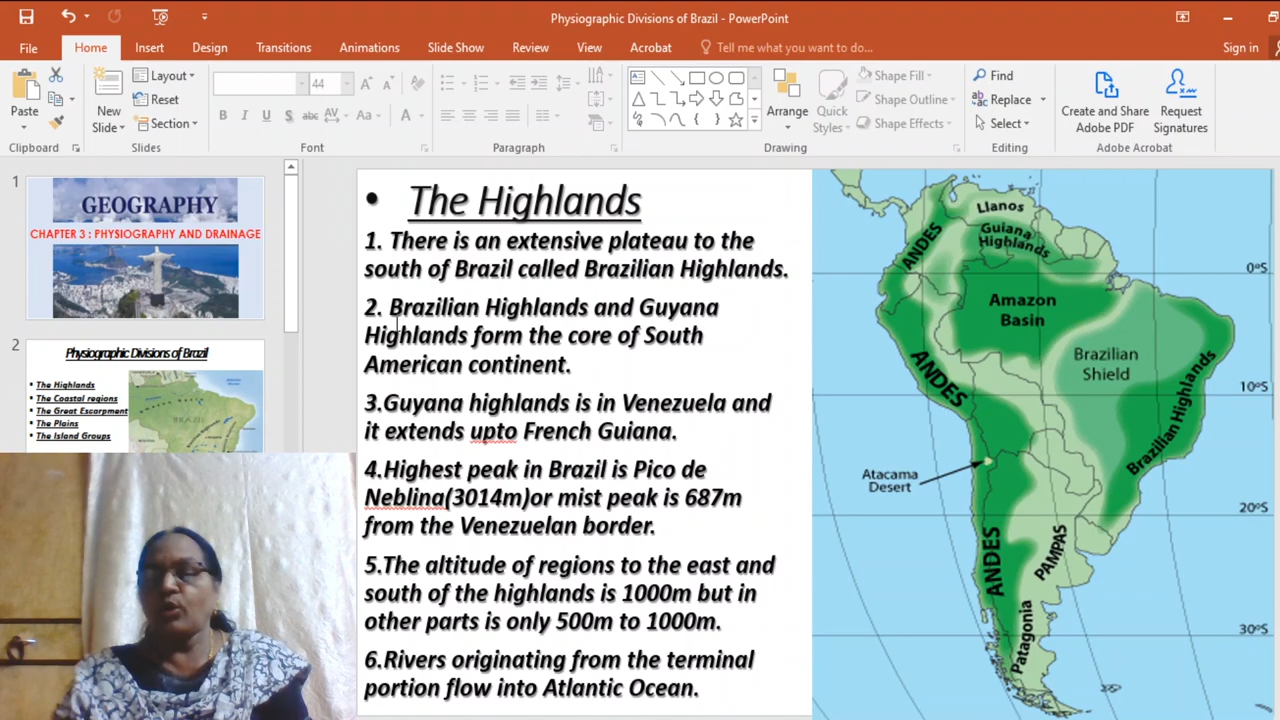 Physiographic Divisions of Brazil - PowerPoint
File Home Insert Design Transitions Animations Slide Show Review View Acrobat Tell me what you want to do... Sign in
Paste
Clipboard
New
Slide
Layout
Reset
Section
Slides
44
B I U S abc AV Aa A
Font
Paragraph
Arrange
Quick
Styles
Shape Fill
Shape Outline
Shape Effects
Drawing
Find
Replace
Select
Editing
Create and Share
Adobe PDF
Request
Signatures
Adobe Acrobat
1
GEOGRAPHY
CHAPTER 3 : PHYSIOGRAPHY AND DRAINAGE
2
Physiographic Divisions of Brazil
The Highlands
The Coastal regions
The Great Escarpment
The Plains
The Island Groups
BRAZIL
• The Highlands
1. There is an extensive plateau to the
south of Brazil called Brazilian Highlands.
2. Brazilian Highlands and Guyana
Highlands form the core of South
American continent.
3.Guyana highlands is in Venezuela and
it extends upto French Guiana.
4.Highest peak in Brazil is Pico de
Neblina(3014m)or mist peak is 687m
from the Venezuelan border.
5.The altitude of regions to the east and
south of the highlands is 1000m but in
other parts is only 500m to 1000m.
6.Rivers originating from the terminal
portion flow into Atlantic Ocean.
Llanos
Guiana
Highlands
ANDES
0°S
Amazon
Basin
Brazilian
Shield
ANDES
10°S
Brazilian Highlands
Atacama
Desert
20°S
ANDES
PAMPAS
Patagonia
30°S